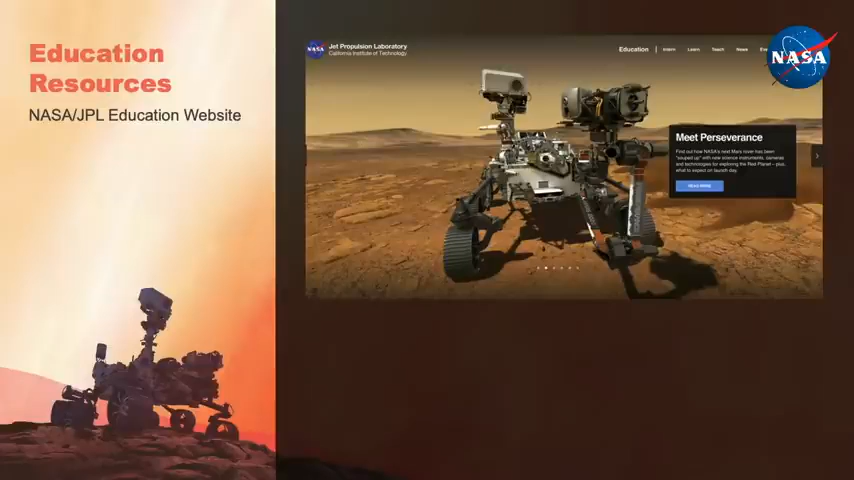 Education
Resources
NASA/JPL Education Website
Jet Propulsion Laboratory
California Institute of Technology
Education | Intern Learn Teach News
NASA
NASA
Meet Perseverance
Find out how NASA's next Mars rover has been
"souped up" with new science instruments, cameras
and technologies for exploring the Red Planet – plus,
what to expect on launch day.
READ MORE